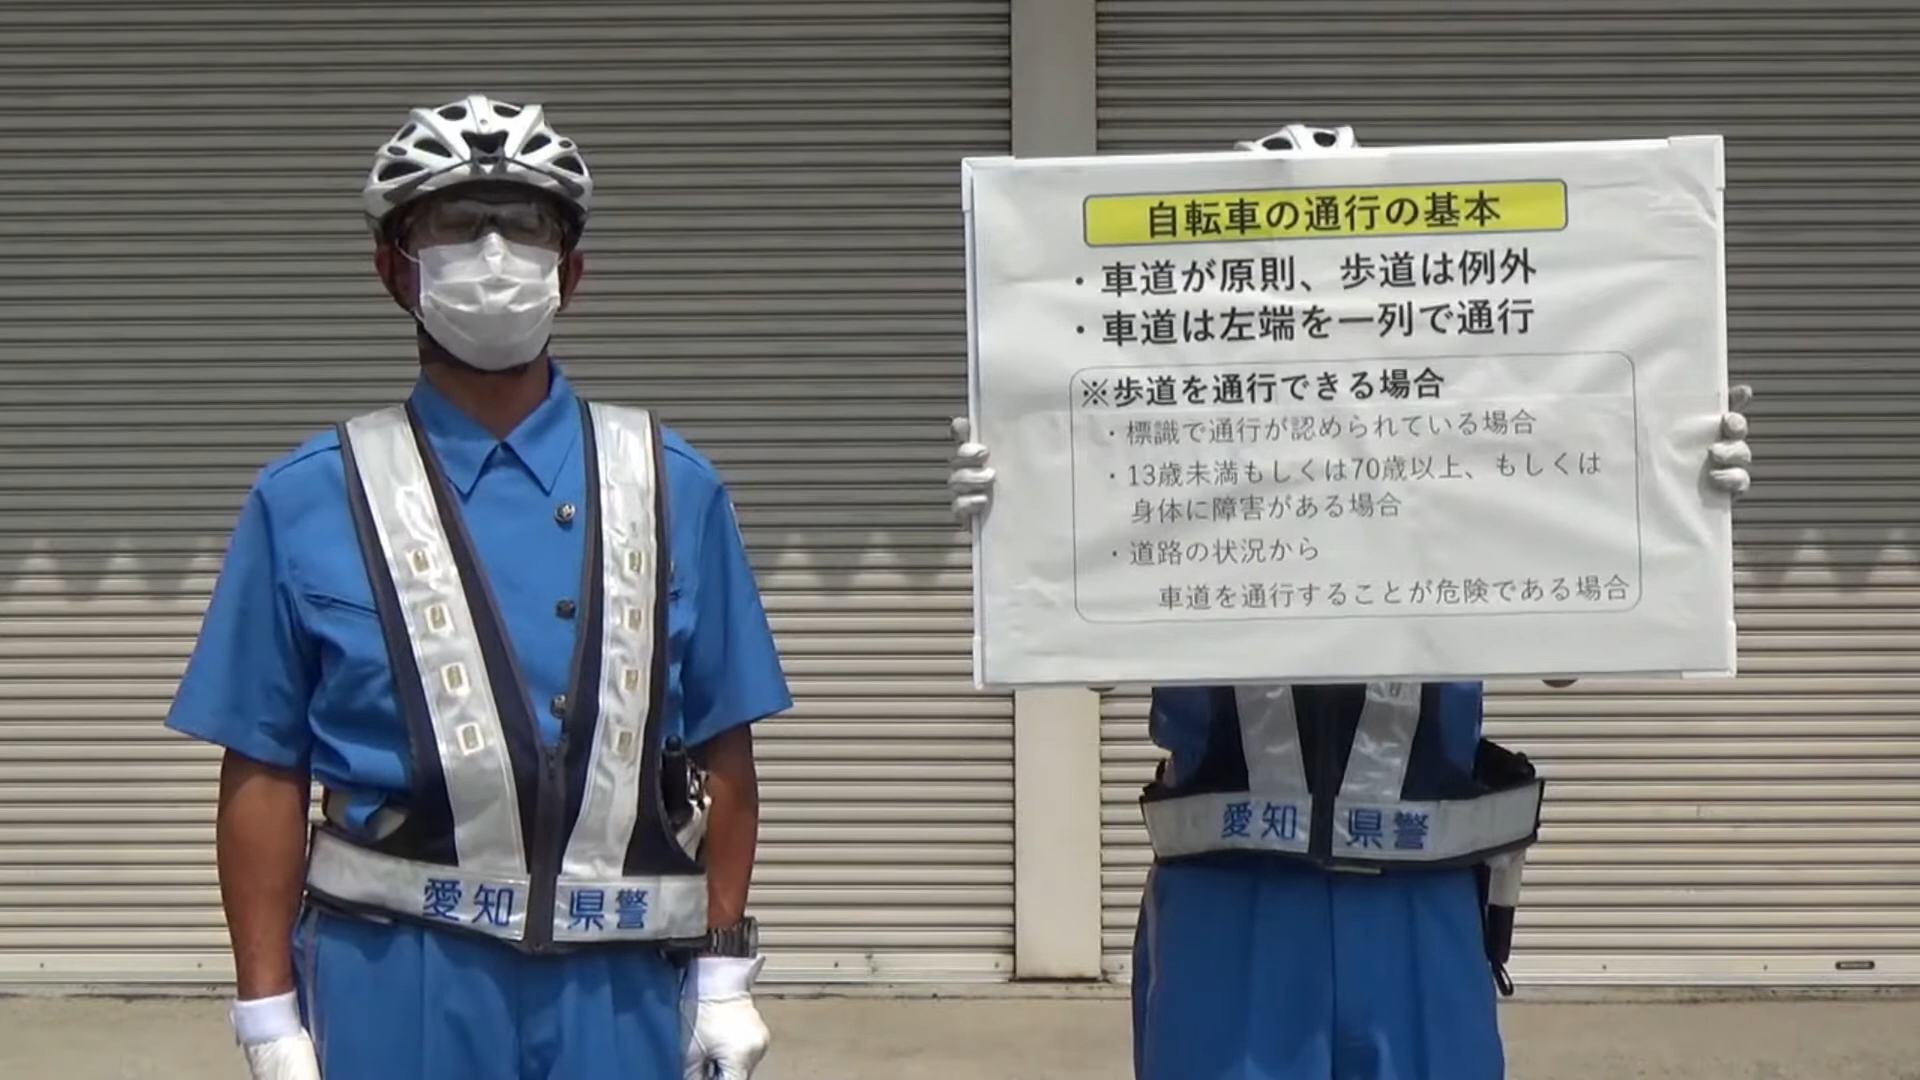 自転車の通行の基本
・車道が原則、歩道は例外
・車道は左端を一列で通行
※歩道を通行できる場合
・標識で通行が認められている場合
・13歳未満もしくは70歳以上、もしくは
身体に障害がある場合
・道路の状況から
車道を通行することが危険である場合
愛知県警
愛知県警